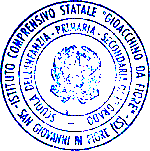 ISTITUTO COMPRENSIVO STATALE "GIOACCHINO DA FIORE"
SAN GIOVANNI IN FIORE (CS)
SCUOLA DELL'INFANZIA - PRIMARIA - SECONDARIA DI I GRADO